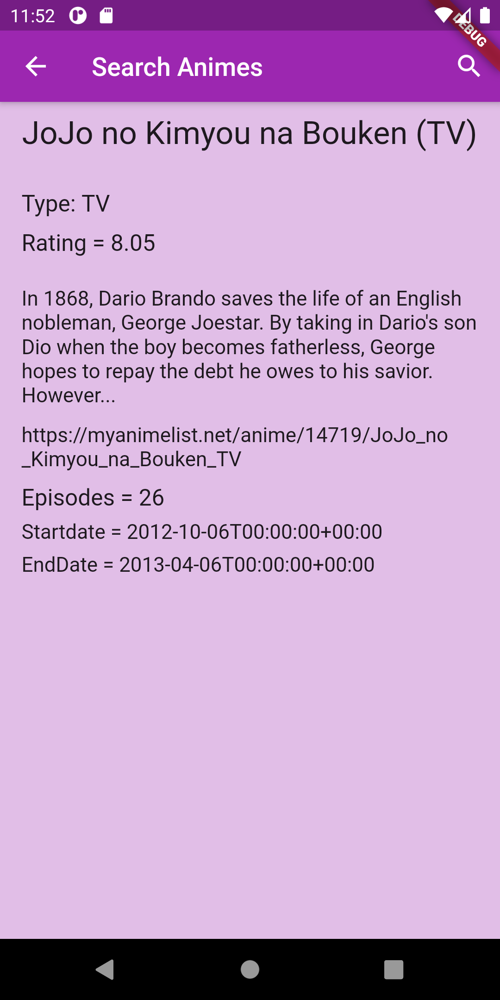 11:52
DEBUG
Search Animes
JoJo no Kimyou na Bouken (TV)
Type: TV
Rating = 8.05
In 1868, Dario Brando saves the life of an English
nobleman, George Joestar. By taking in Dario's son
Dio when the boy becomes fatherless, George
hopes to repay the debt he owes to his savior.
However...
https://myanimelist.net/anime/14719/JoJo_no
_Kimyou_na_Bouken_TV
Episodes = 26
Startdate = 2012-10-06T00:00:00+00:00
EndDate = 2013-04-06T00:00:00+00:00